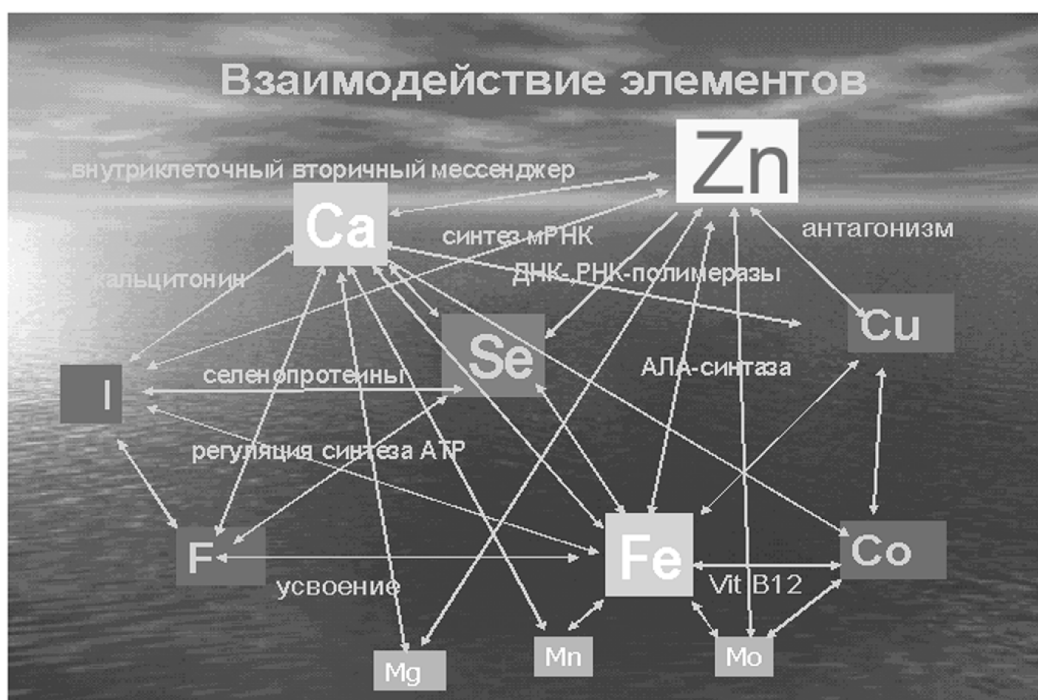 Взаимодействие элементов
Zn
внутриклеточный вторичный мессенджер
Ca
синтез мРНК
антагонизм
ДНК-,РНК-полимеразы
кальцитонин
Cu
Se
АЛА-синтаза
селенопротеины
I
регуляция синтеза АТР
F
Fe
Co
усвоение
Vit B12
Mg
Mn
Mo